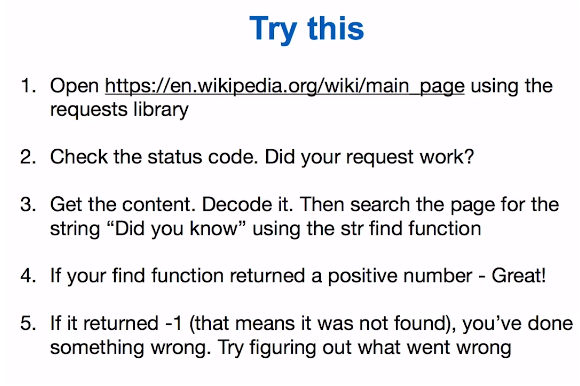 Try this
1. Open https://en.wikipedia.org/wiki/main_page using the
requests library
2. Check the status code. Did your request work?
3. Get the content. Decode it. Then search the page for the
string “Did you know” using the str find function
4. If your find function returned a positive number - Great!
5. If it returned -1 (that means it was not found), you’ve done
something wrong. Try figuring out what went wrong